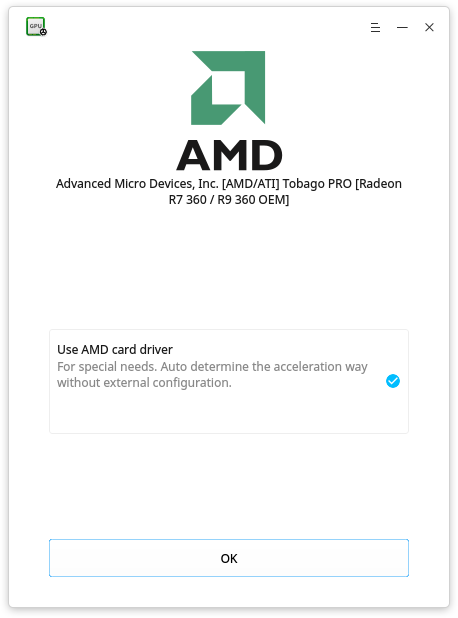 GPU
AMD
Advanced Micro Devices, Inc. [AMD/ATI] Tobago PRO [Radeon
R7 360 / R9 360 OEM]
Use AMD card driver
For special needs. Auto determine the acceleration way
without external configuration.
OK